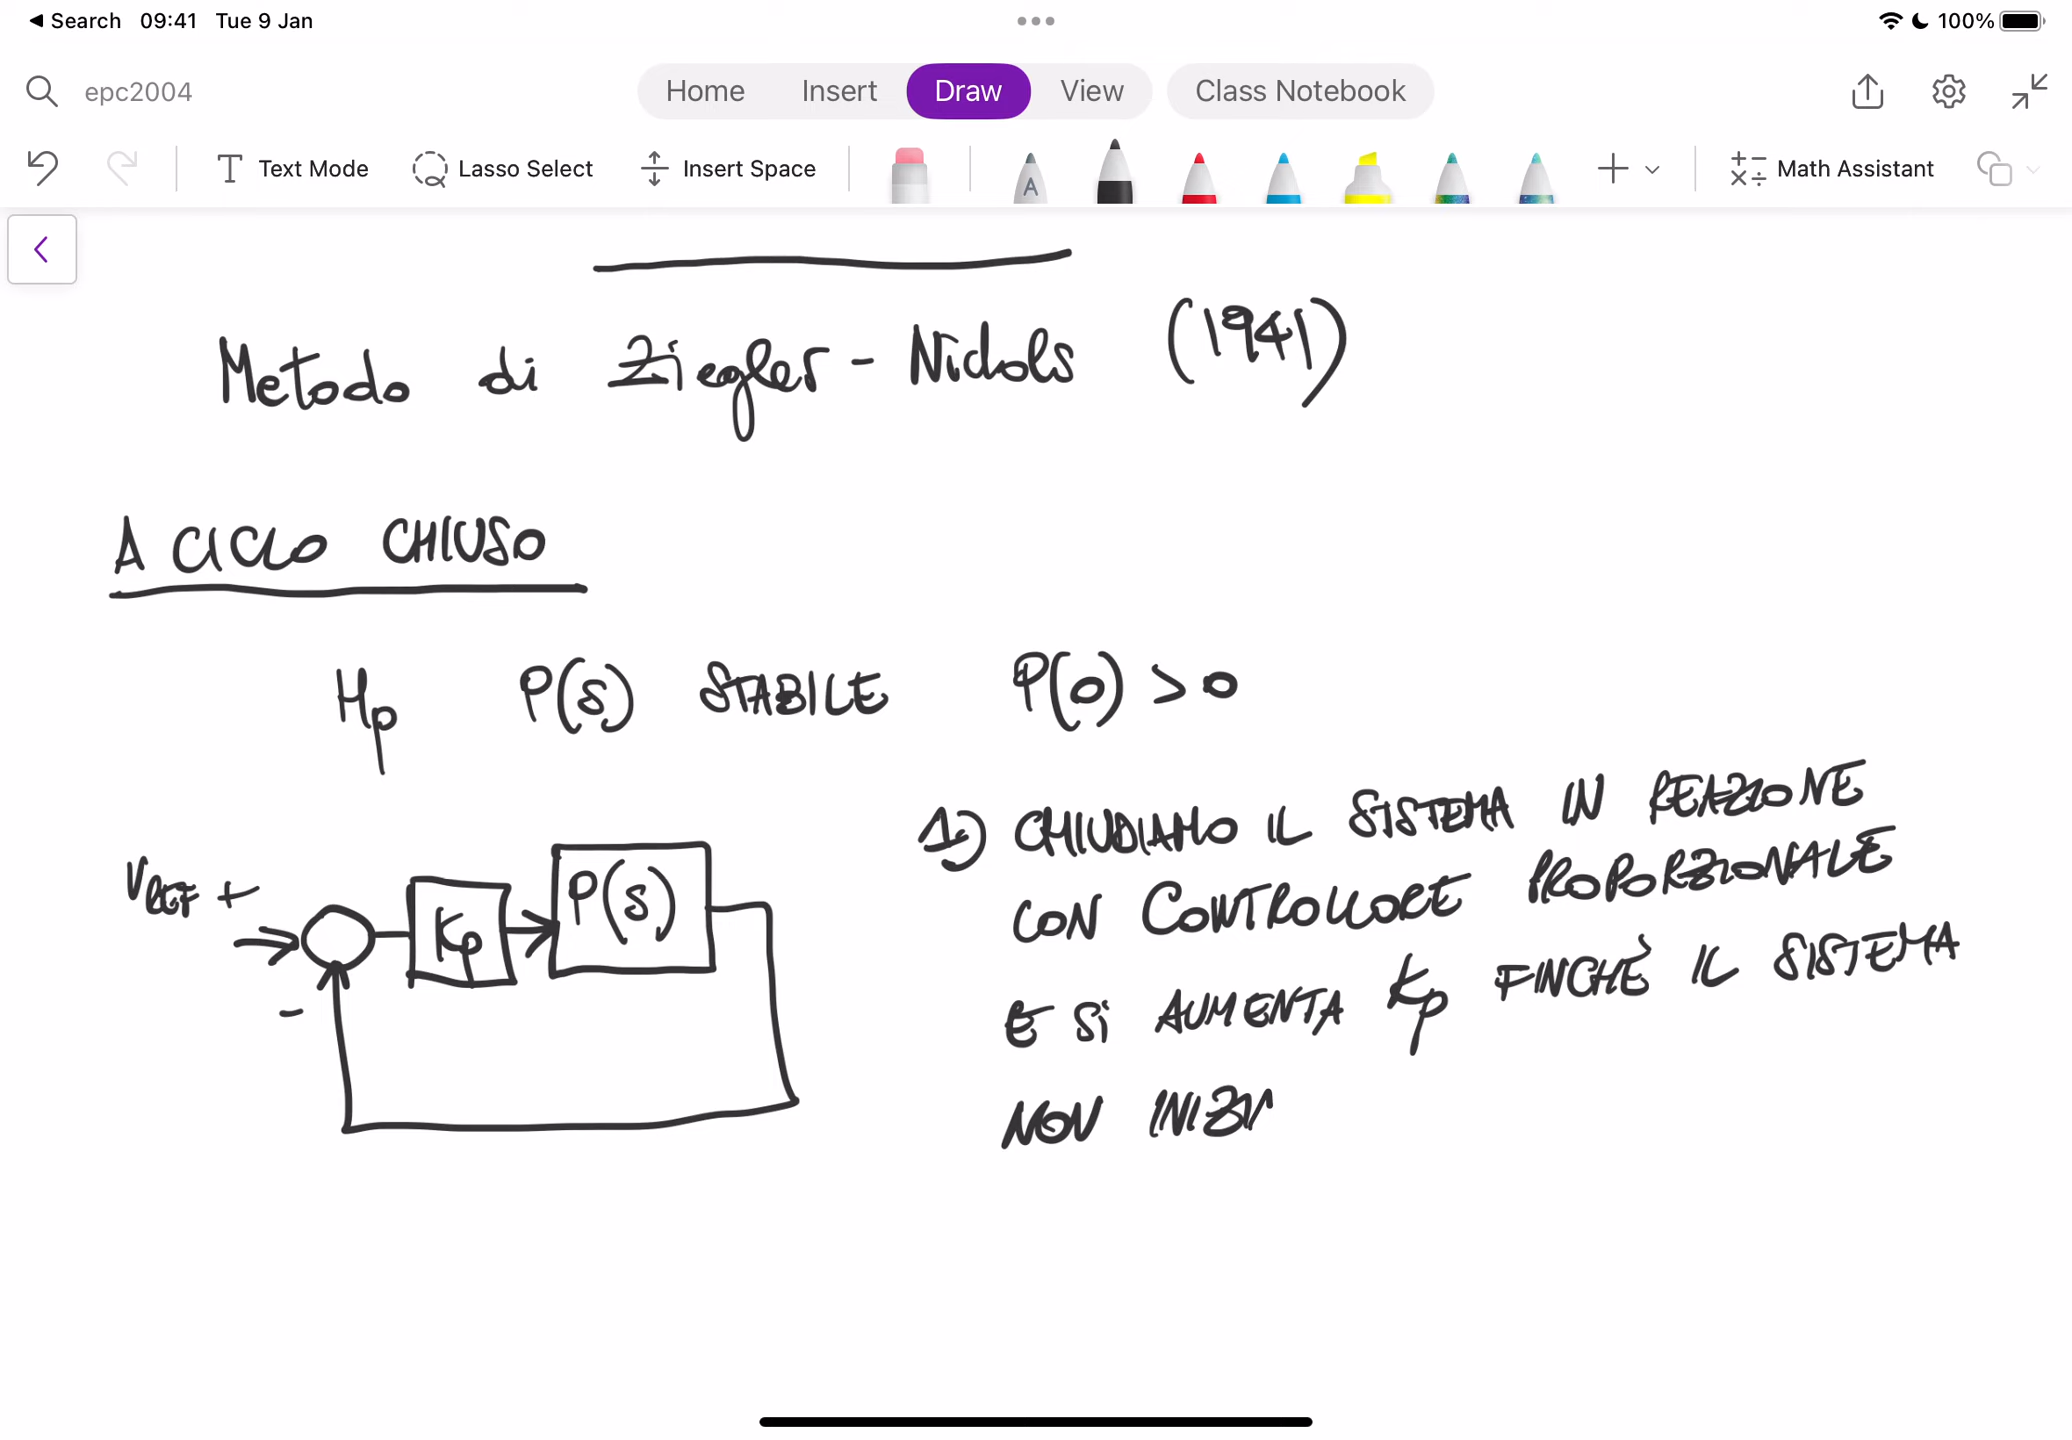 Search 09:41 Tue 9 Jan 100%
epc2004 Home Insert Draw View Class Notebook
Text Mode Lasso Select Insert Space A Math Assistant
Metodo di Ziegler - Nichols (1941)
A CICLO CHIUSO
Hp P(s) STABILE P(0) > 0
1) CHIUDIAMO IL SISTEMA IN REAZIONE
CON CONTROLLORE PROPORZIONALE
E SI AUMENTA Kp FINCHÈ IL SISTEMA
NON INIZI
VREF +
Kp
P(s)
-